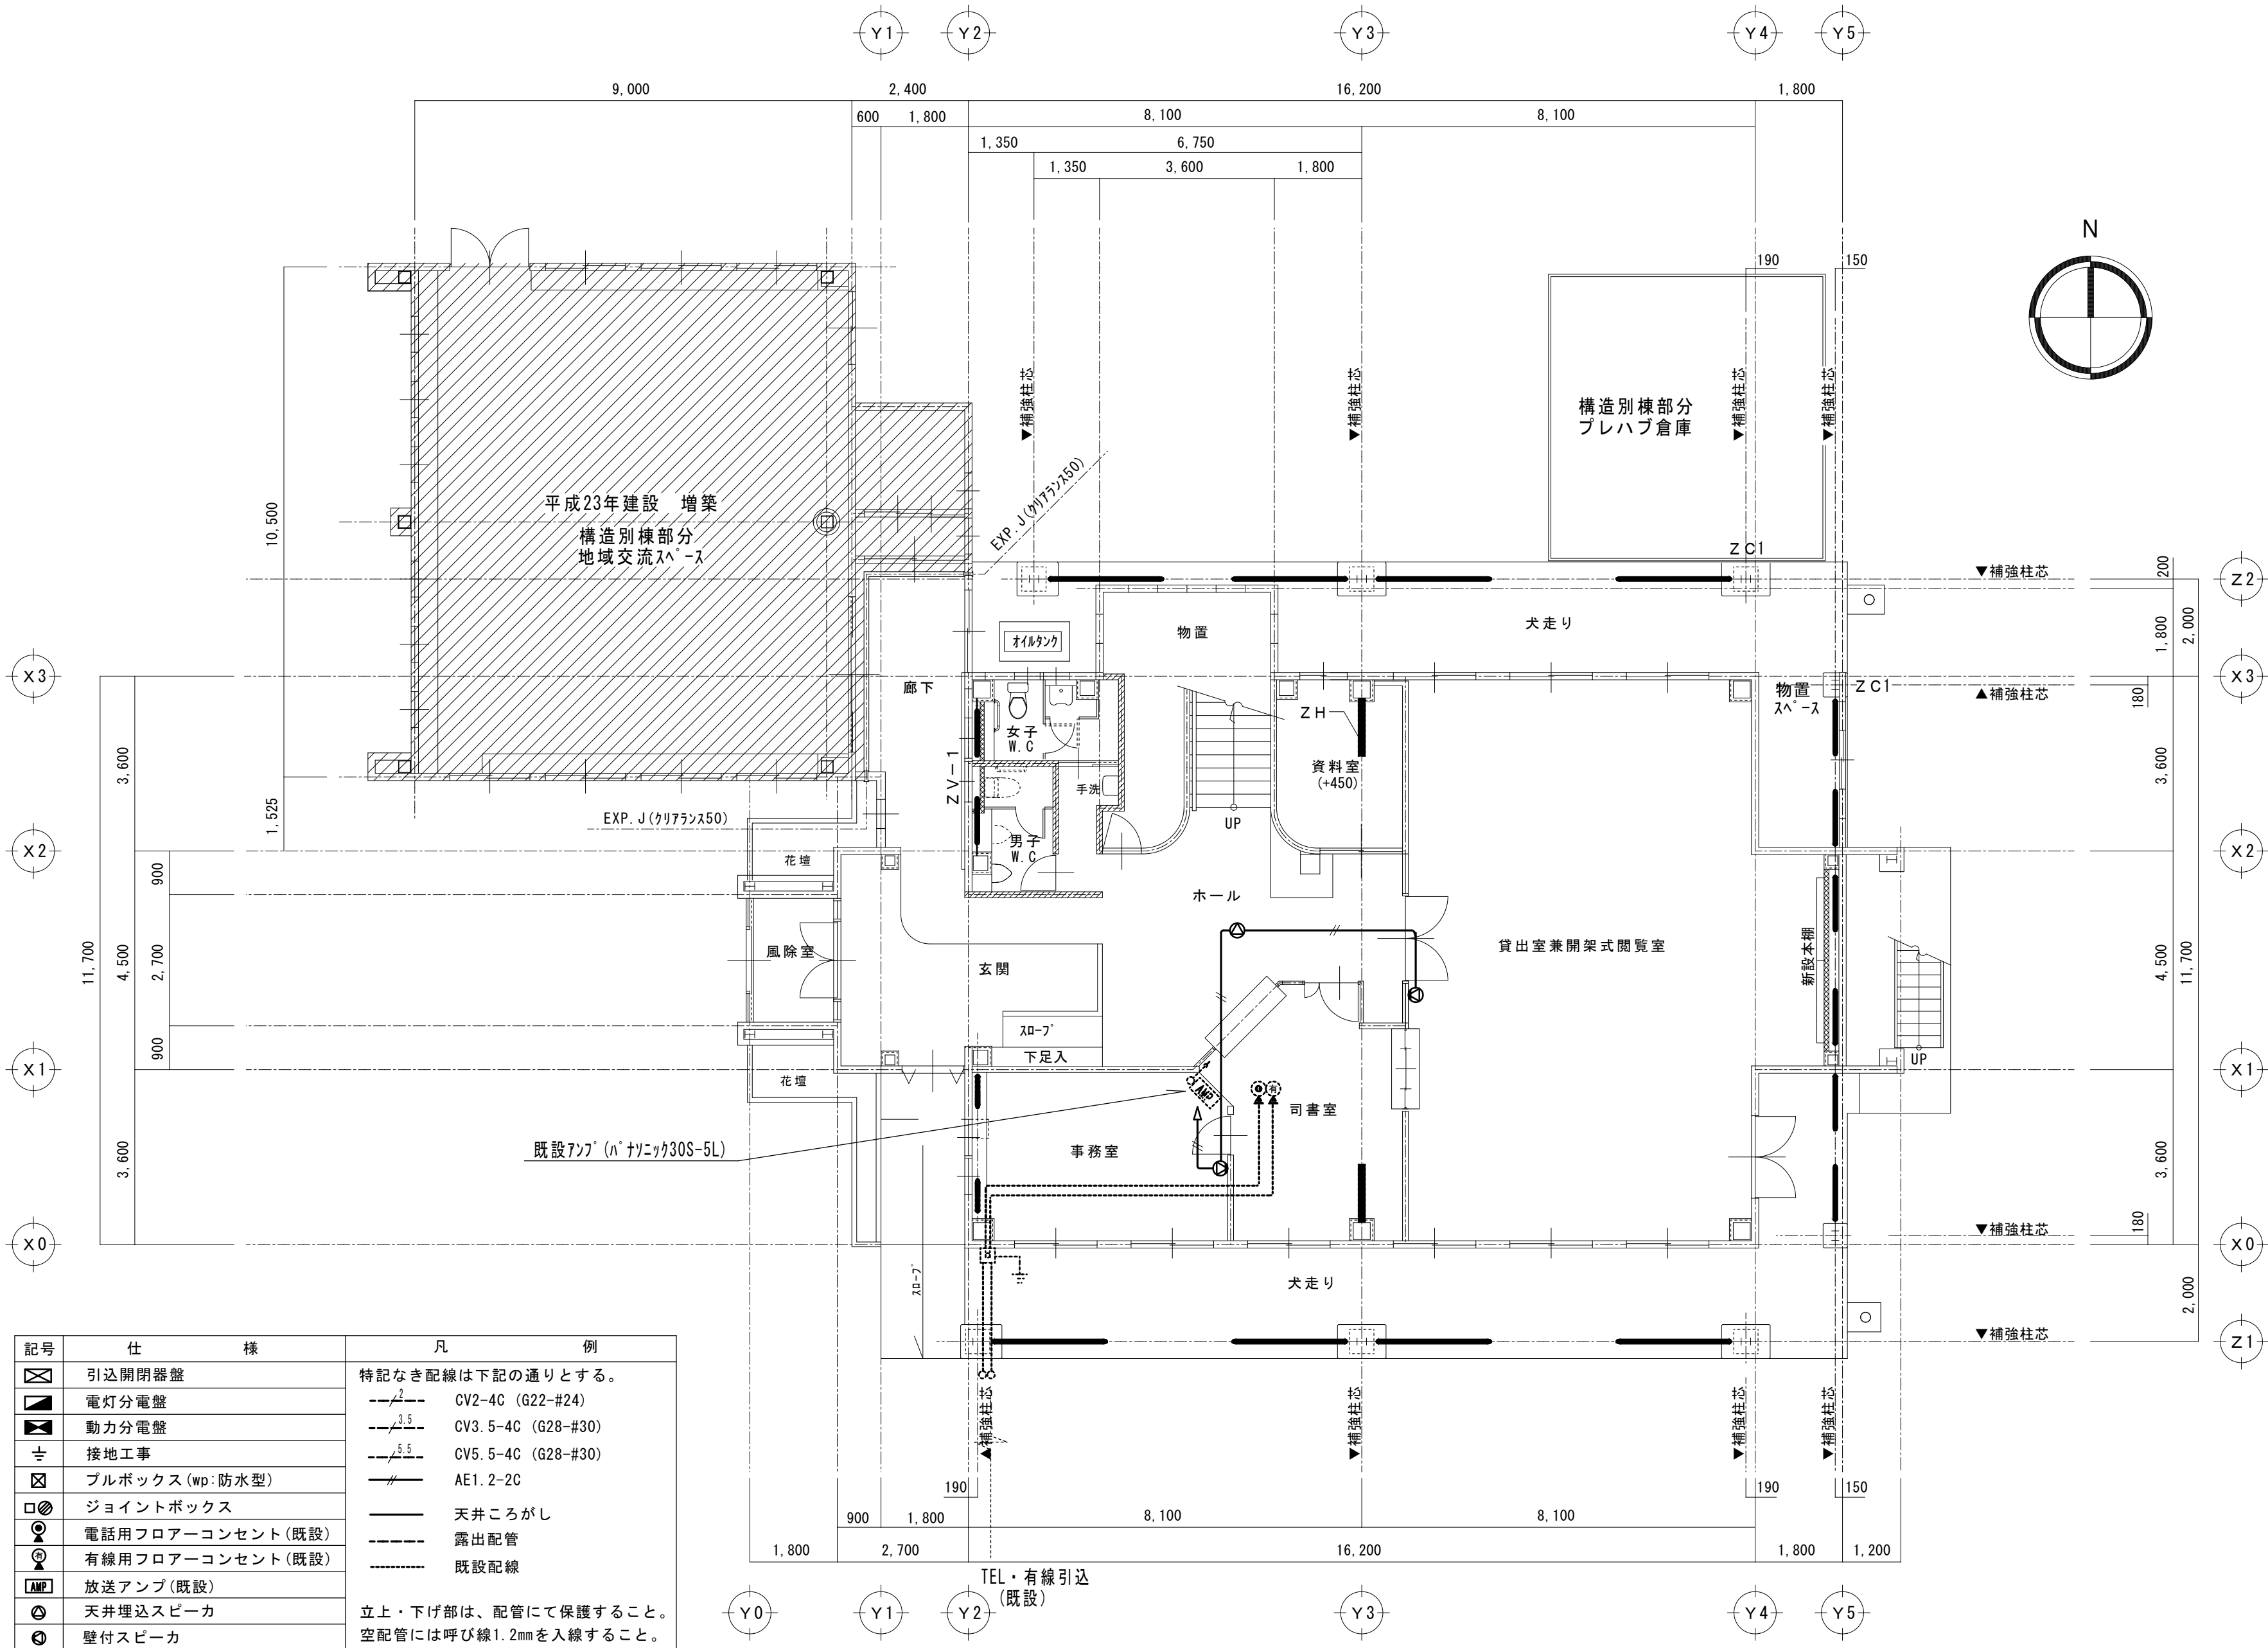 Y1
Y2
Y3
Y4
Y5
9,000
2,400
16,200
1,800
600
1,800
8,100
8,100
1,350
6,750
1,350
3,600
1,800
190
150
N
▼補強柱芯
▼補強柱芯
▼補強柱芯
▼補強柱芯
構造別棟部分
プレハブ倉庫
ZC1
10,500
平成23年建設 増築
構造別棟部分
地域交流ｽﾍﾟｰｽ
EXP.J(ｸﾘｱﾗﾝｽ50)
▼補強柱芯
200
Z2
1,800
2,000
オイルタンク
物置
犬走り
X3
廊下
物置
ｽﾍﾟｰｽ
ZC1
▲補強柱芯
180
X3
ZH
女子
W.C
ZV-1
資料室
(+450)
手洗
3,600
3,600
1,525
EXP.J(ｸﾘｱﾗﾝｽ50)
UP
男子
W.C
X2
花壇
X2
900
ホール
11,700
4,500
2,700
風除室
玄関
貸出室兼開架式閲覧室
新設本棚
4,500
11,700
900
ｽﾛｰﾌﾟ
下足入
UP
X1
花壇
AMP
有
司書室
X1
既設ｱﾝﾌﾟ(ﾊﾟﾅｿﾆｯｸ30S-5L)
事務室
3,600
3,600
▼補強柱芯
180
X0
X0
ｽﾛｰﾌﾟ
犬走り
2,000
▼補強柱芯
Z1
▼補強柱芯
▼補強柱芯
▼補強柱芯
▼補強柱芯
190
190
150
900
1,800
8,100
8,100
1,800
2,700
16,200
1,800
1,200
TEL・有線引込
(既設)
Y0
Y1
Y2
Y3
Y4
Y5
記号 仕様 凡例
引込開閉器盤
電灯分電盤
動力分電盤
接地工事
プルボックス(wp:防水型)
ジョイントボックス
電話用フロアーコンセント(既設)
有 有線用フロアーコンセント(既設)
AMP 放送アンプ(既設)
天井埋込スピーカ
壁付スピーカ
特記なき配線は下記の通りとする。
2 CV2-4C (G22-#24)
3.5 CV3.5-4C (G28-#30)
5.5 CV5.5-4C (G28-#30)
AE1.2-2C
天井ころがし
露出配管
既設配線
立上・下げ部は、配管にて保護すること。
空配管には呼び線1.2mmを入線すること。